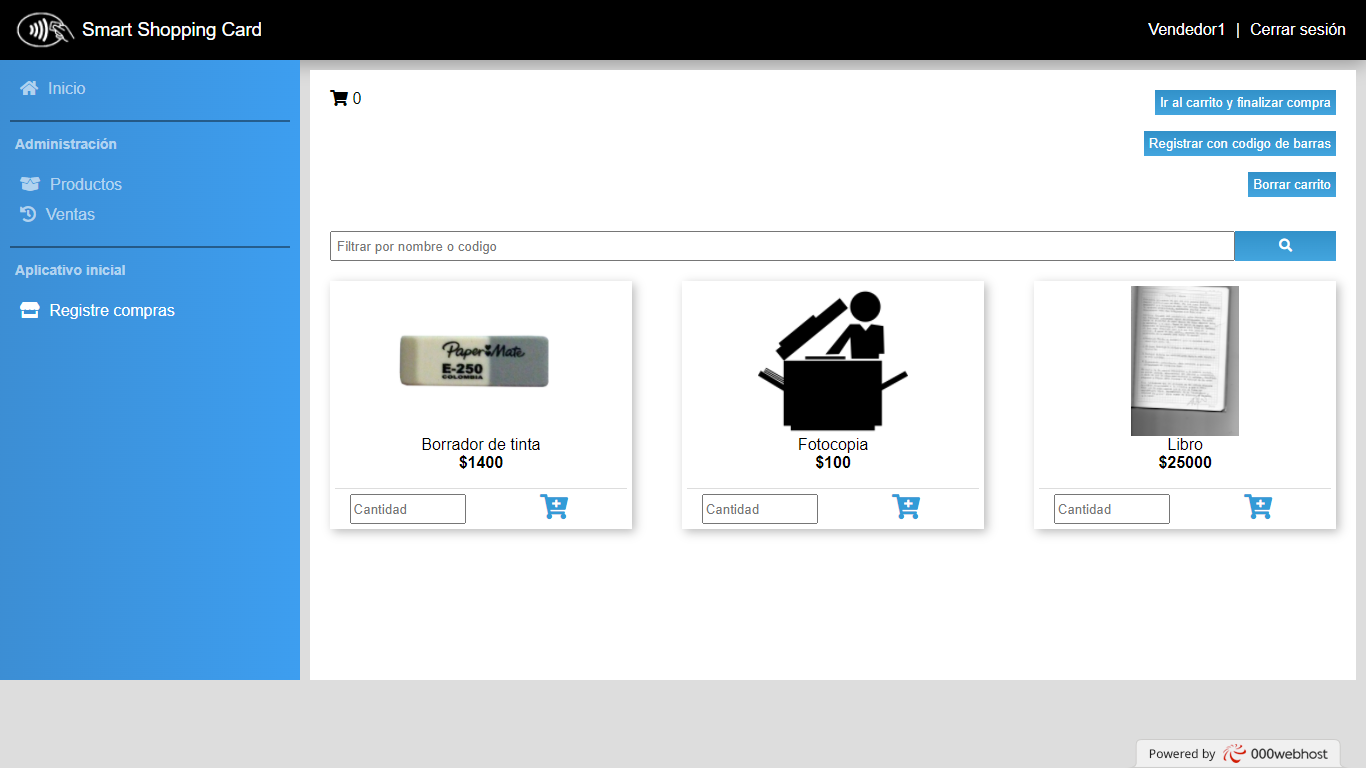 Smart Shopping Card
Vendedor1 | Cerrar sesión
Inicio
Administración
Productos
Ventas
Aplicativo inicial
Registre compras
0
Ir al carrito y finalizar compra
Registrar con codigo de barras
Borrar carrito
Filtrar por nombre o codigo
Paper Mate
E-250
COLOMBIA
Borrador de tinta
$1400
Cantidad
Fotocopia
$100
Cantidad
Libro
$25000
Cantidad
Powered by 000webhost